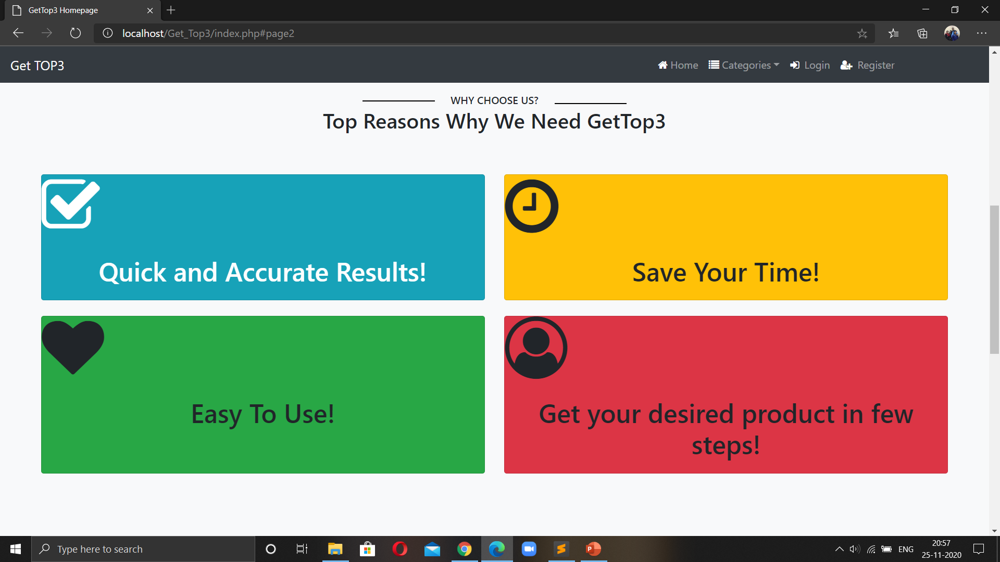 GetTop3 Homepage
localhost/Get_Top3/index.php#page2
Get TOP3
Home Categories Login Register
WHY CHOOSE US?
Top Reasons Why We Need GetTop3
Quick and Accurate Results!
Save Your Time!
Easy To Use!
Get your desired product in few
steps!
Type here to search
P
ENG
20:57
25-11-2020